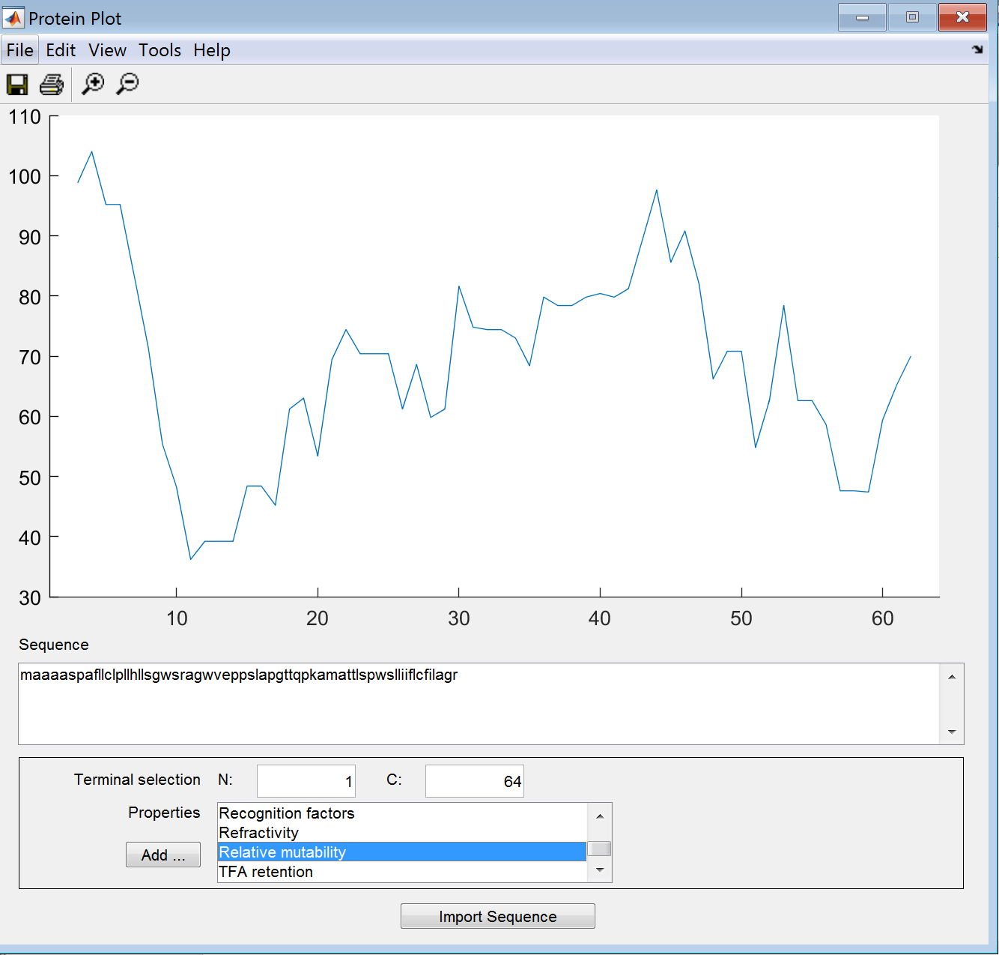 Protein Plot
File Edit View Tools Help
110
100
90
80
70
60
50
40
30
10 20 30 40 50 60
Sequence
maaaaspafllclpllhllsgwsragwveppslapgttqpkamattlspwslliiflcfilagr
Terminal selection N: 1 C: 64
Properties
Recognition factors
Refractivity
Add ...
Relative mutability
TFA retention
Import Sequence